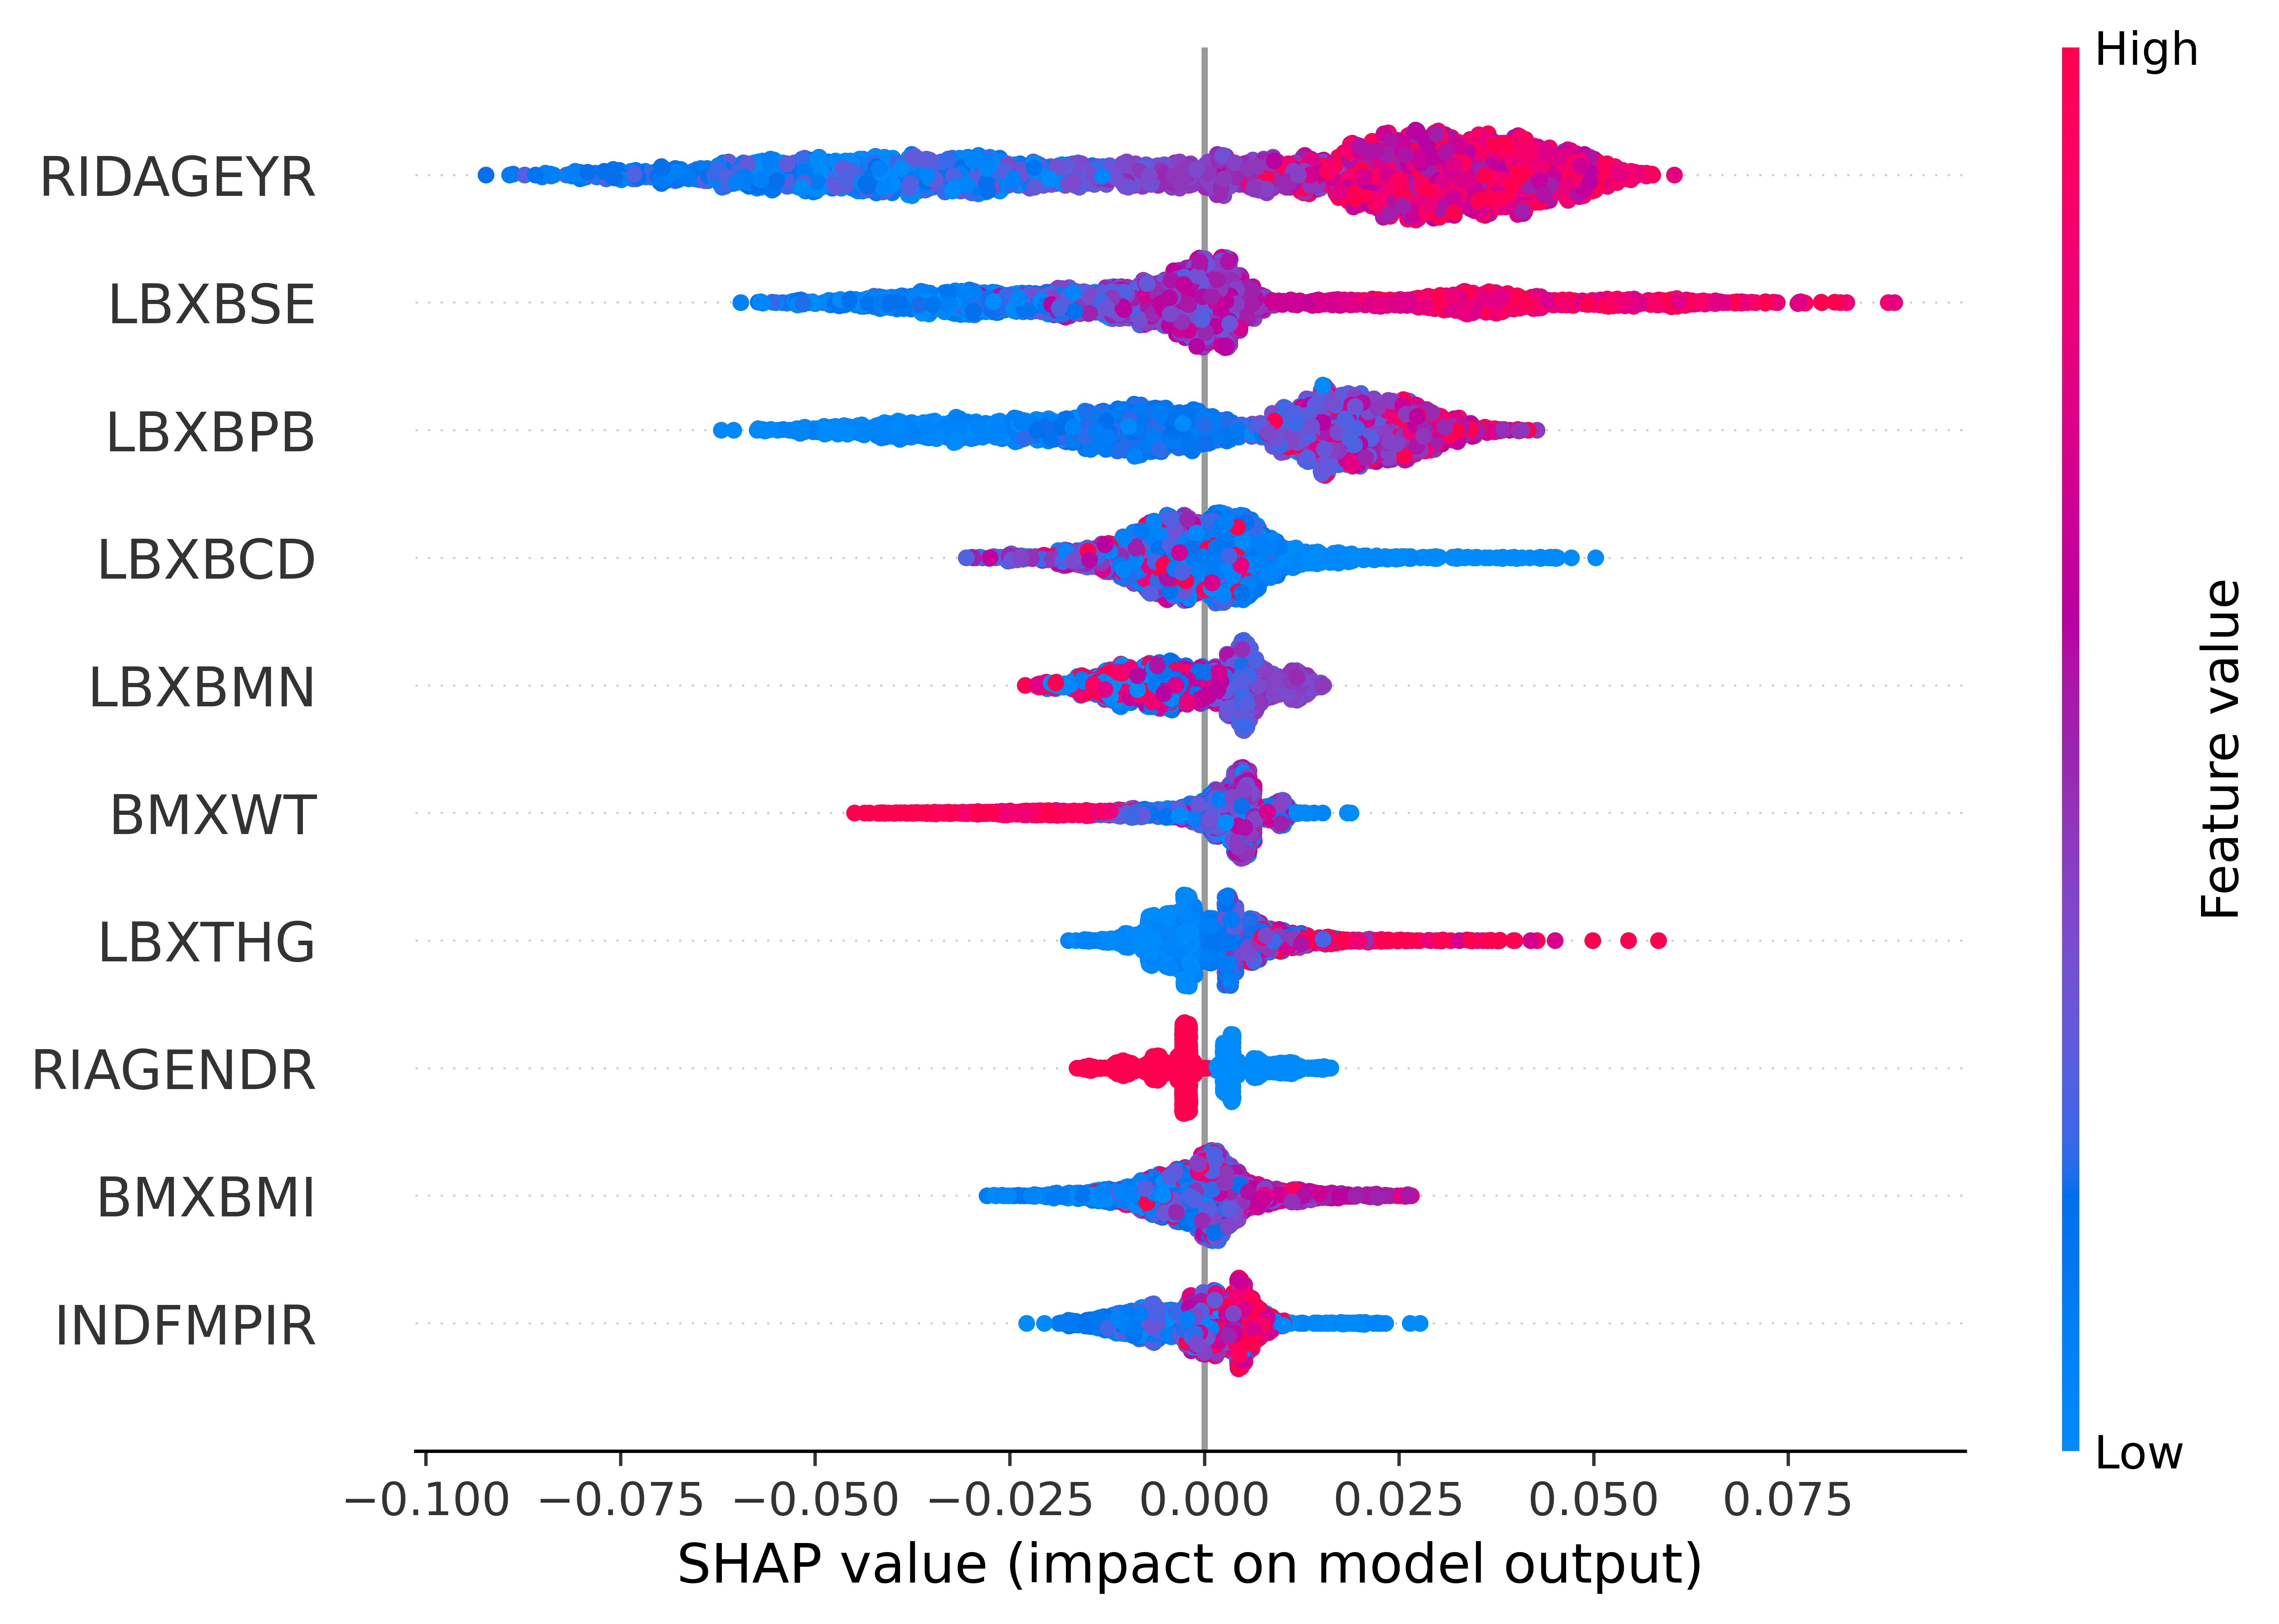 High
RIDAGEYR
LBXBSE
LBXBPB
LBXBCD
LBXBMN
BMXWT
LBXTHG
RIAGENDR
BMXBMI
INDFMPIR
Feature value
Low
−0.100 −0.075 −0.050 −0.025 0.000 0.025 0.050 0.075
SHAP value (impact on model output)